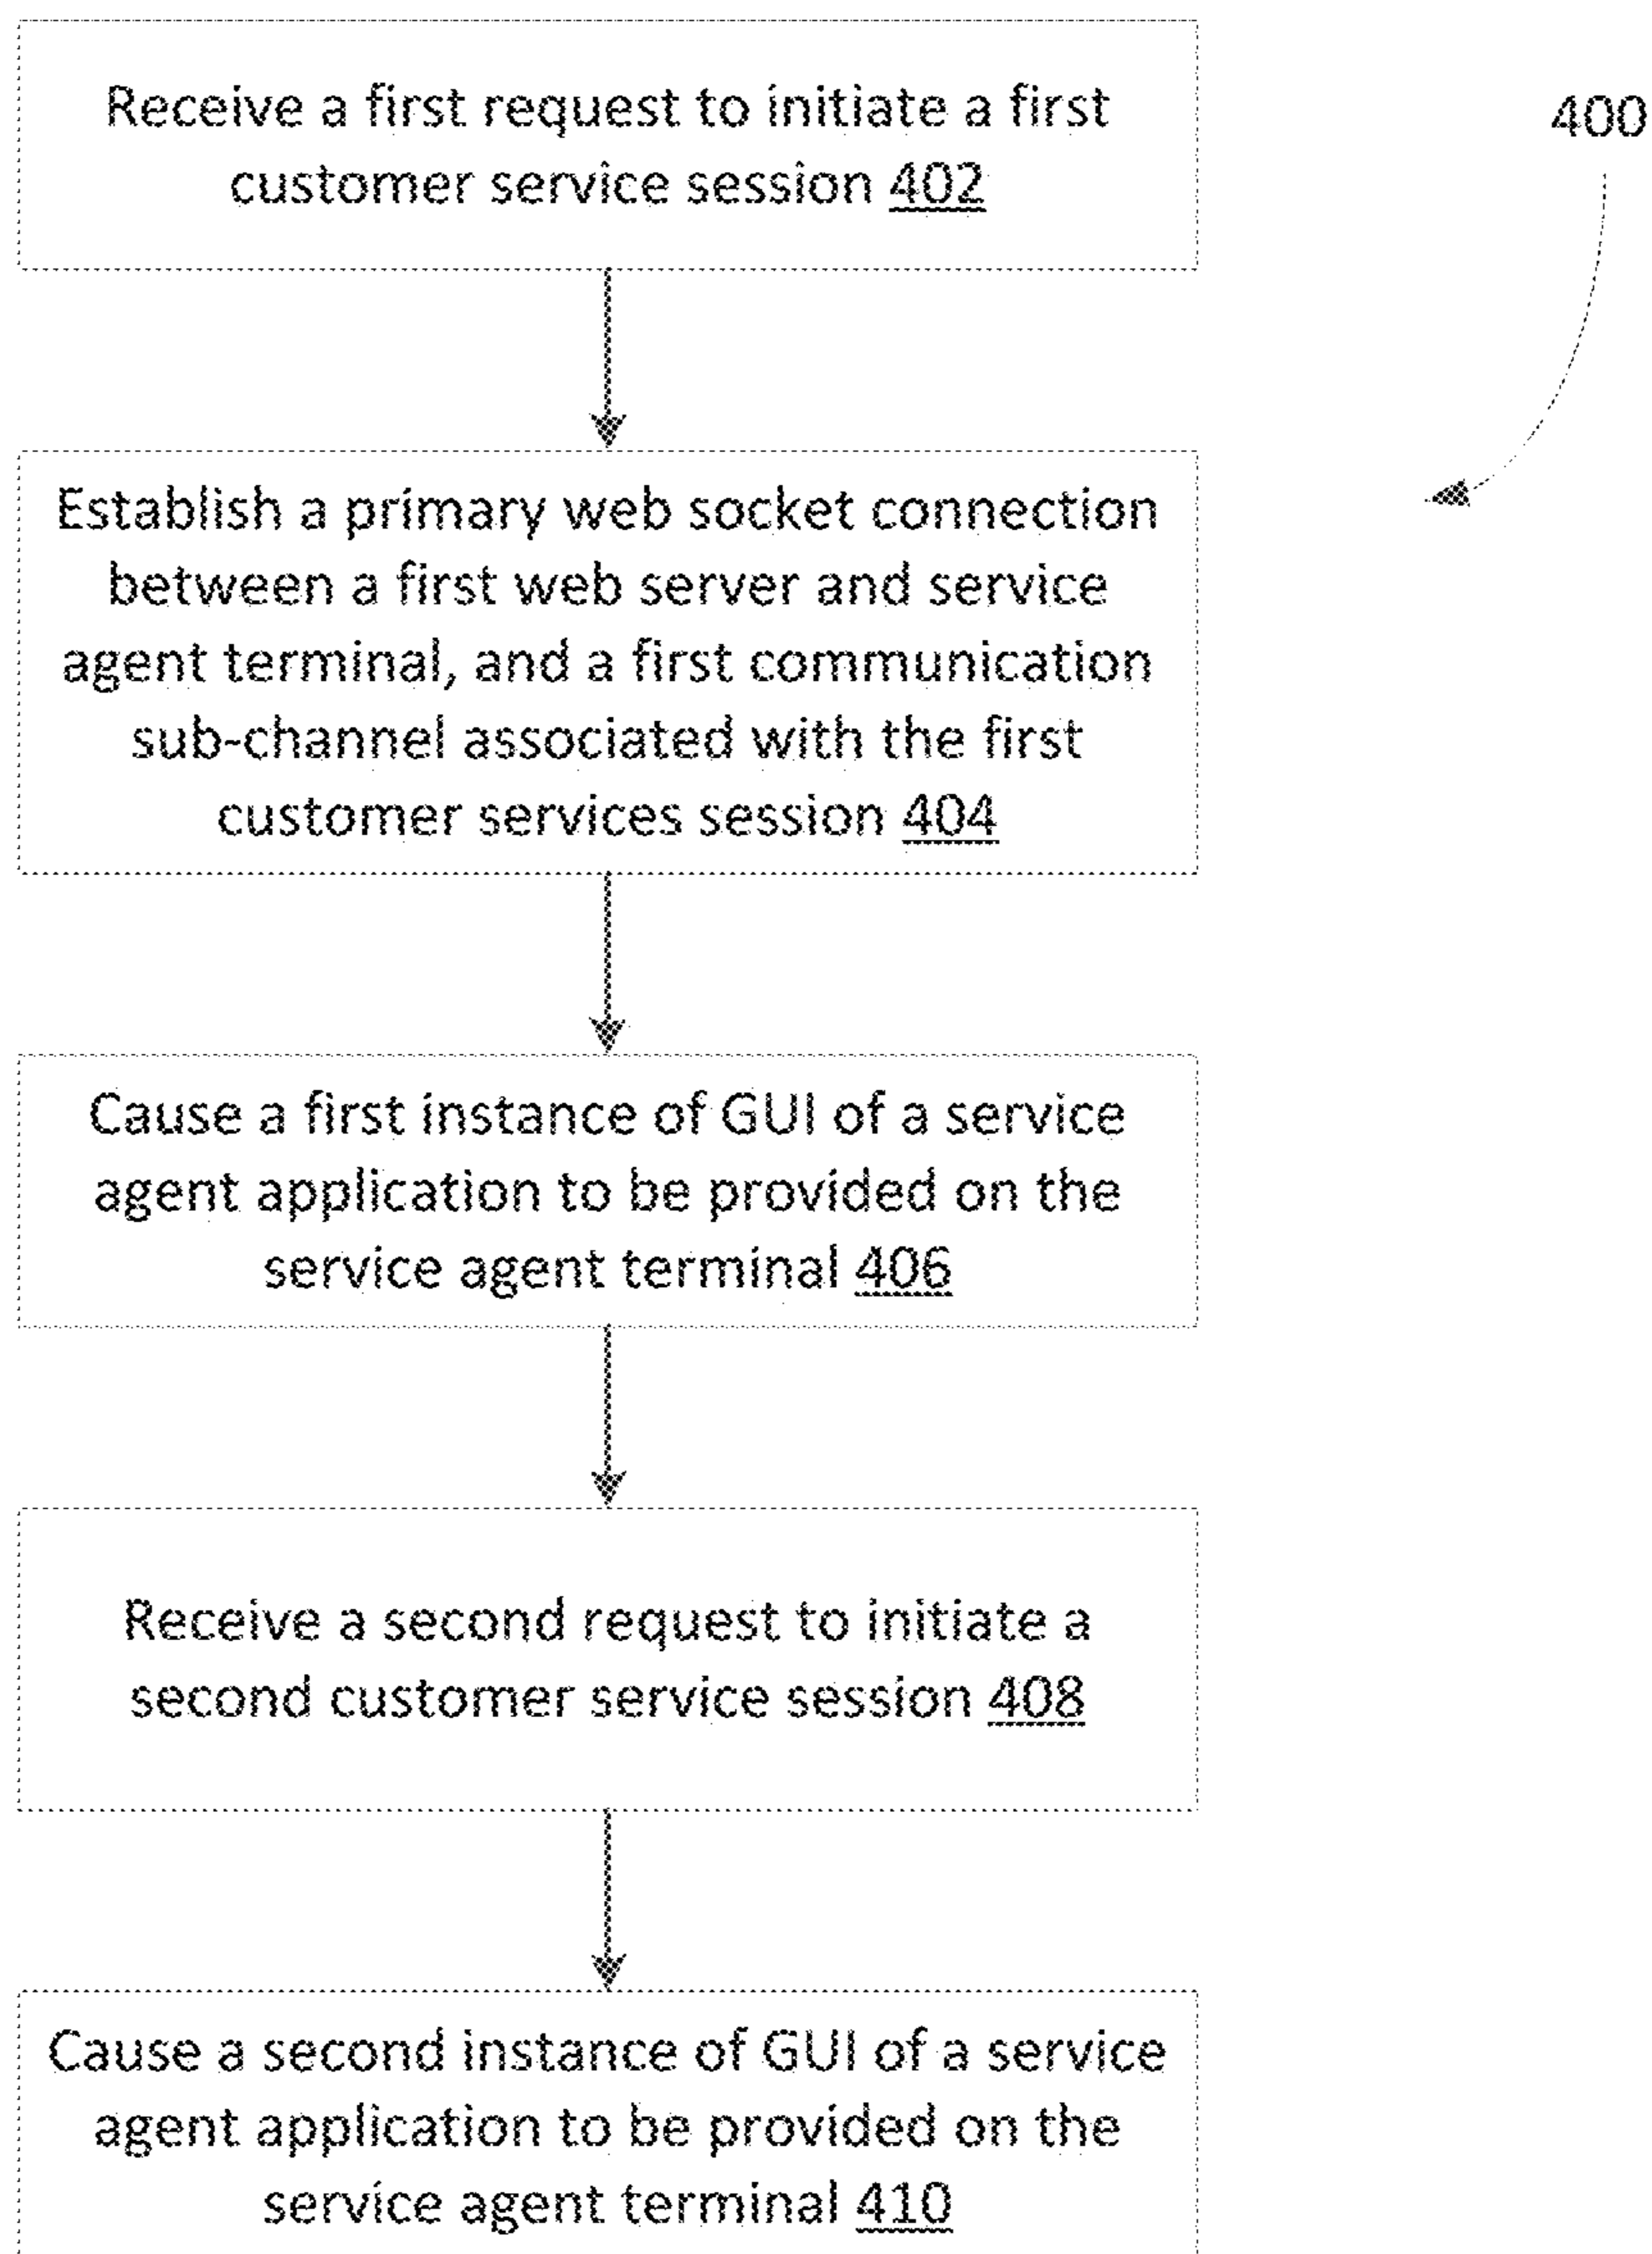 Receive a first request to initiate a first
customer service session 402
400
Establish a primary web socket connection
between a first web server and service
agent terminal, and a first communication
sub-channel associated with the first
customer services session 404
Cause a first instance of GUI of a service
agent application to be provided on the
service agent terminal 406
Receive a second request to initiate a
second customer service session 408
Cause a second instance of GUI of a service
agent application to be provided on the
service agent terminal 410